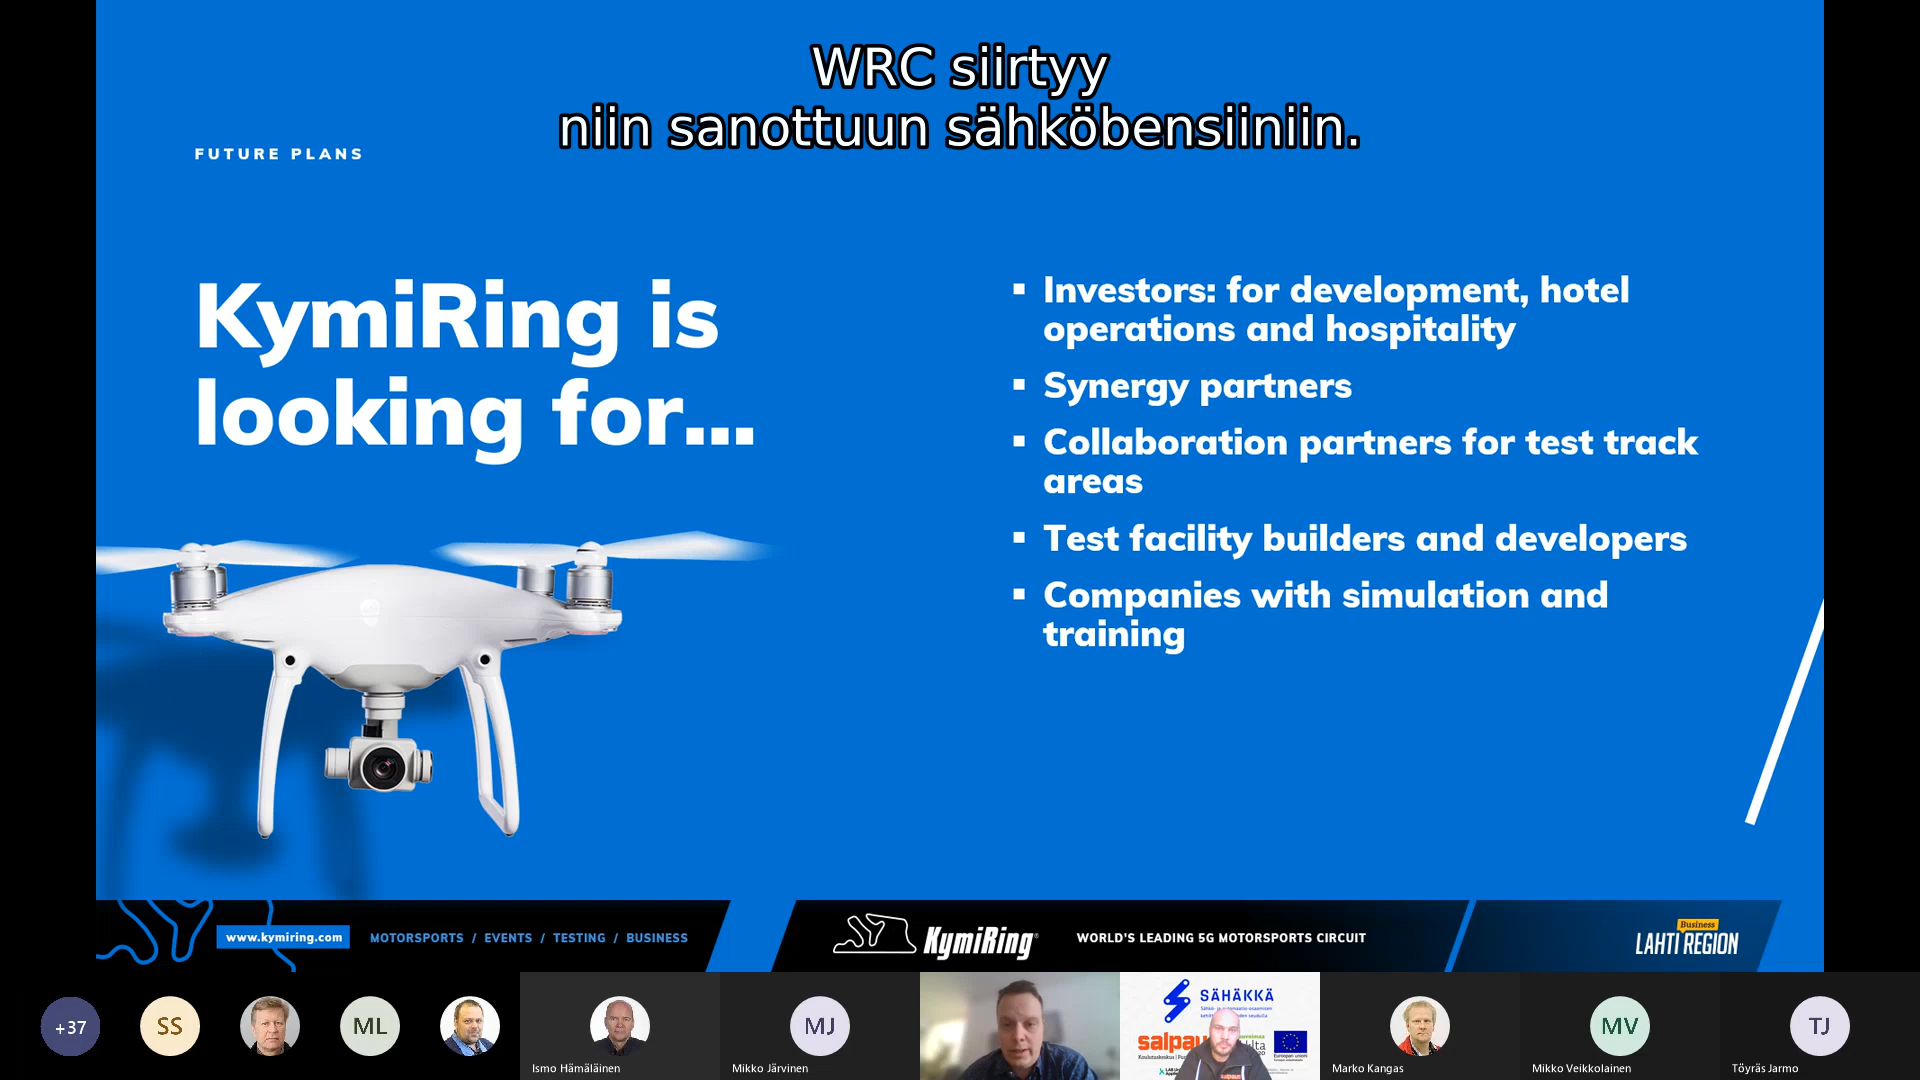 WRC siirtyy
niin sanottuun sähköbensiiniin.
FUTURE PLANS
KymiRing is
looking for...
▪ Investors: for development, hotel
operations and hospitality
▪ Synergy partners
▪ Collaboration partners for test track
areas
▪ Test facility builders and developers
▪ Companies with simulation and
training
www.kymiring.com
MOTORSPORTS / EVENTS / TESTING / BUSINESS
KymiRing
WORLD'S LEADING 5G MOTORSPORTS CIRCUIT
Business
LAHTI REGION
+37
SS
ML
Ismo Hämäläinen
MJ
Mikko Järvinen
SÄHÄKKÄ
salpau
Euroopan unioni
Marko Kangas
MV
Mikko Veikkolainen
TJ
Töyräs Jarmo